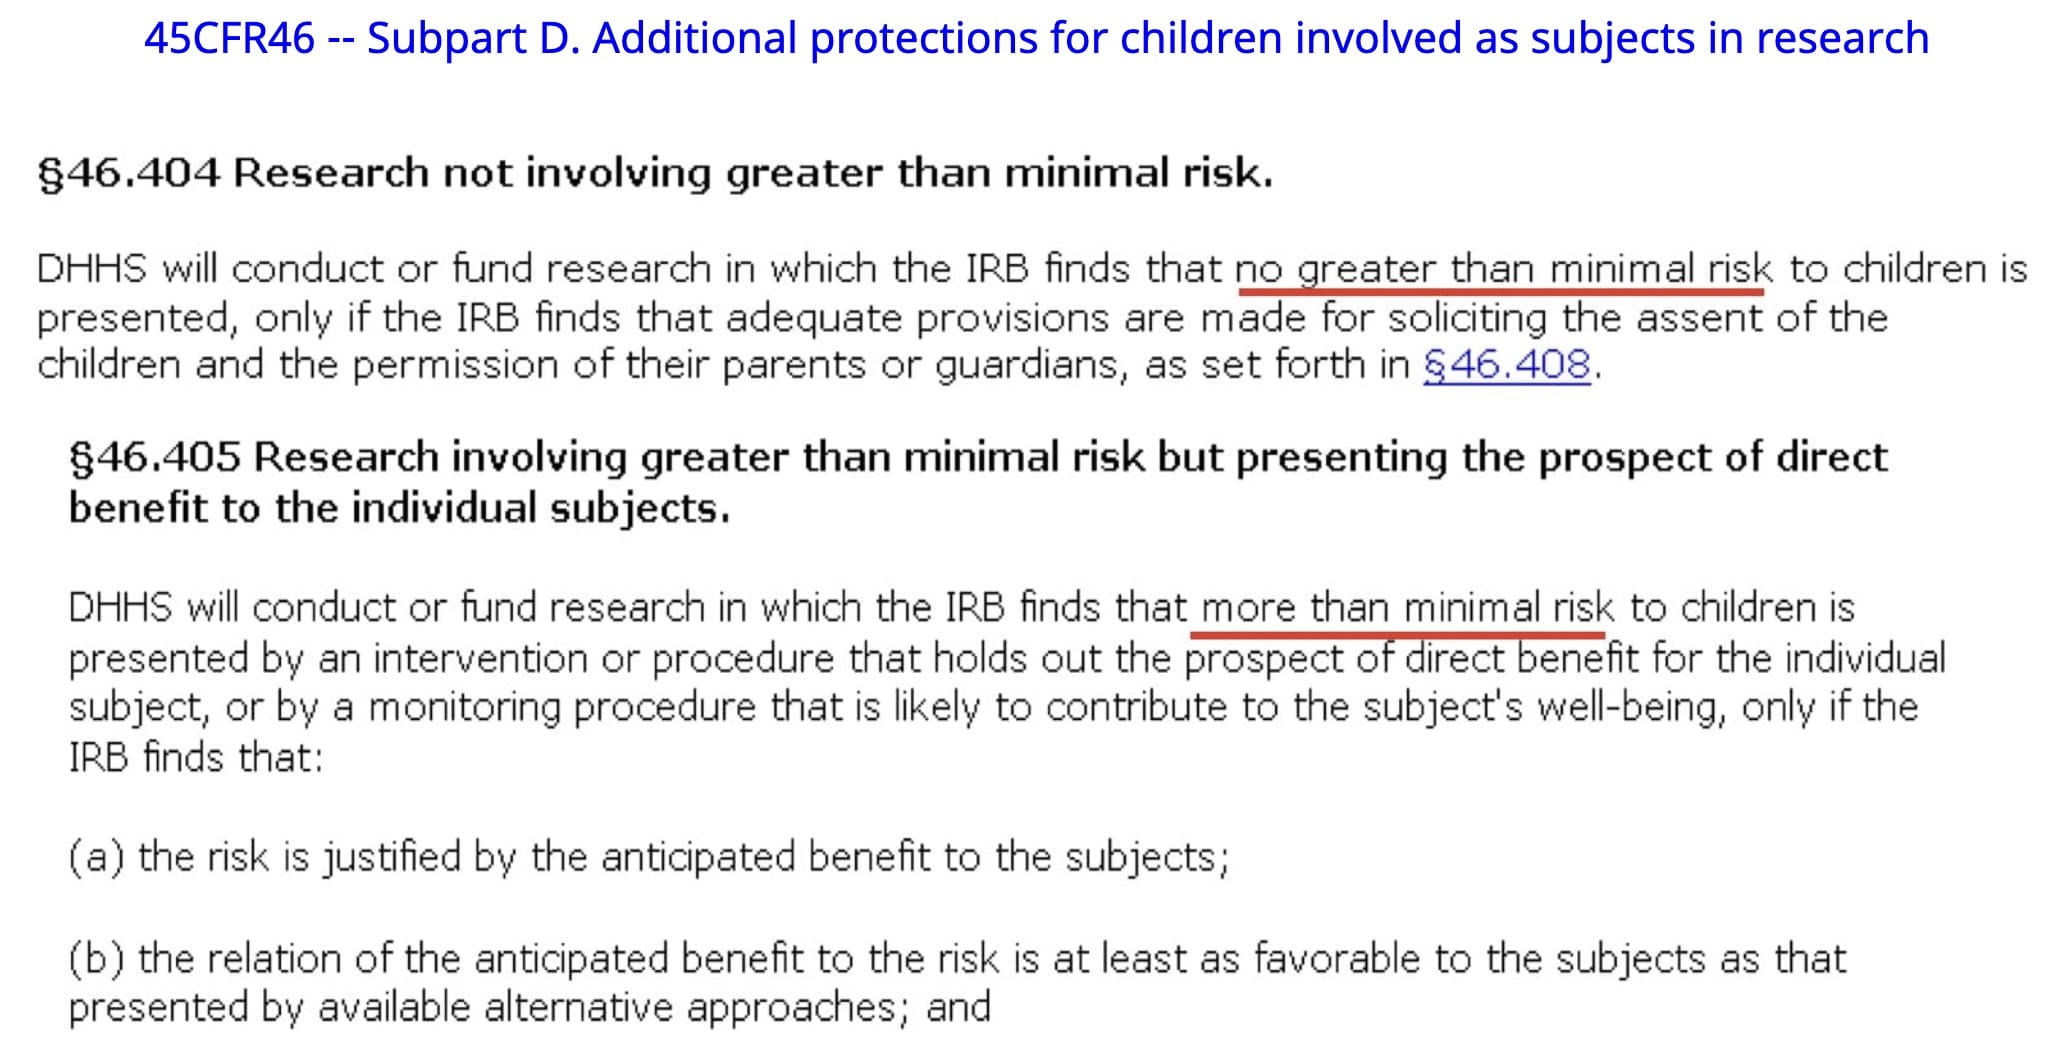 45CFR46 -- Subpart D. Additional protections for children involved as subjects in research
§46.404 Research not involving greater than minimal risk.
DHHS will conduct or fund research in which the IRB finds that no greater than minimal risk to children is
presented, only if the IRB finds that adequate provisions are made for soliciting the assent of the
children and the permission of their parents or guardians, as set forth in §46.408.
§46.405 Research involving greater than minimal risk but presenting the prospect of direct
benefit to the individual subjects.
DHHS will conduct or fund research in which the IRB finds that more than minimal risk to children is
presented by an intervention or procedure that holds out the prospect of direct benefit for the individual
subject, or by a monitoring procedure that is likely to contribute to the subject's well-being, only if the
IRB finds that:
(a) the risk is justified by the anticipated benefit to the subjects;
(b) the relation of the anticipated benefit to the risk is at least as favorable to the subjects as that
presented by available alternative approaches; and